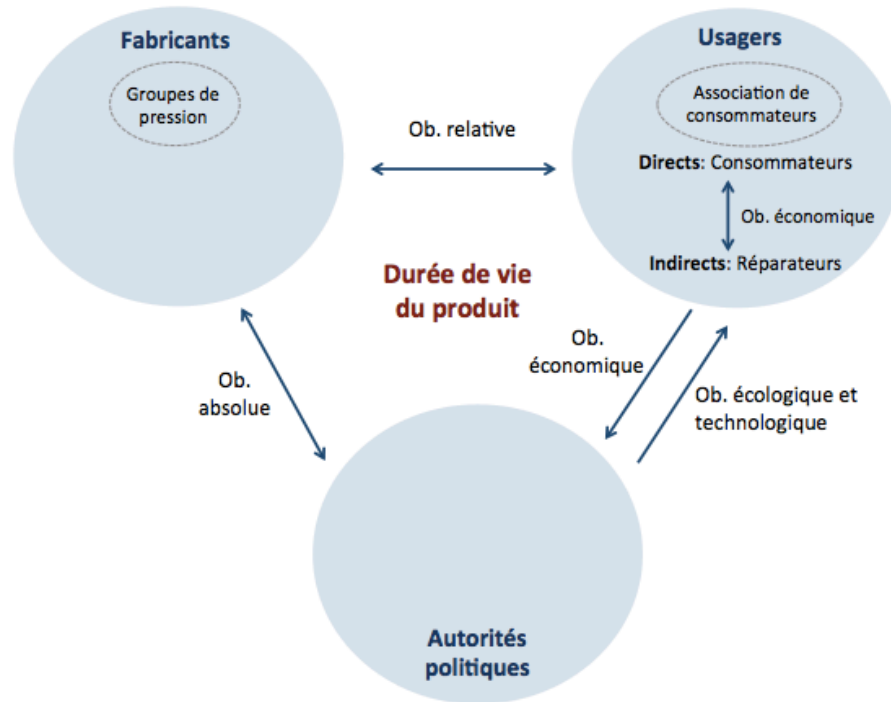 Fabricants
Groupes de
pression
Usagers
Association de
consommateurs
Directs: Consommateurs
Ob. économique
Indirects: Réparateurs
Ob. relative
Durée de vie
du produit
Ob.
absolue
Ob.
économique
Ob. écologique et
technologique
Autorités
politiques